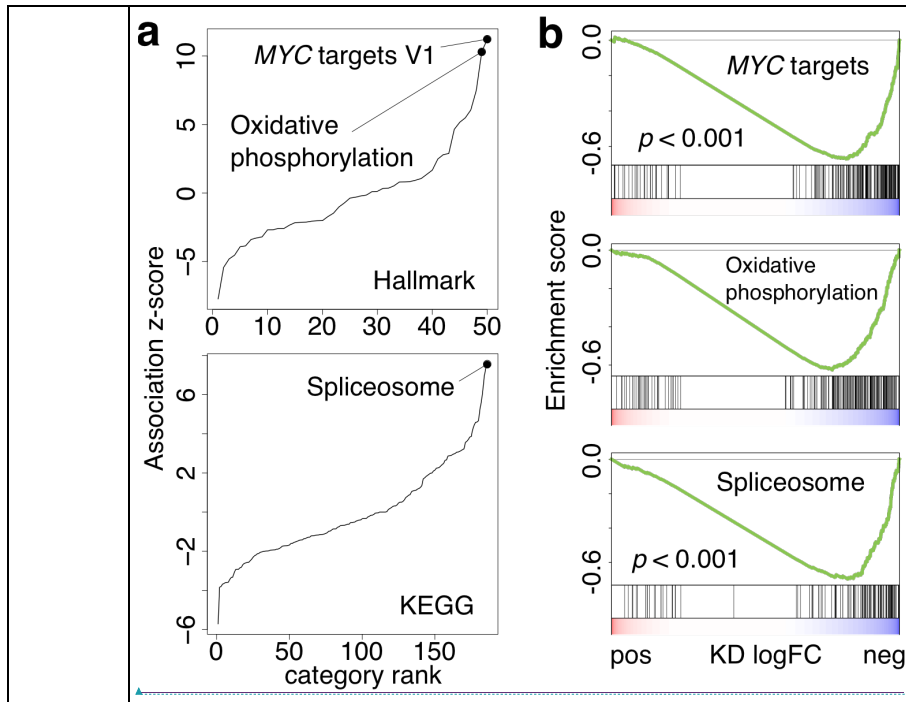 a
Association z-score
10
5
0
−5
MYC targets V1
Oxidative
phosphorylation
Hallmark
0 10 20 30 40 50
6
2
−2
−6
Spliceosome
KEGG
0 50 100 150
category rank
b
Enrichment score
0.0
-0.6
MYC targets
p < 0.001
0.0
-0.6
Oxidative
phosphorylation
0.0
-0.6
Spliceosome
p < 0.001
pos KD logFC neg